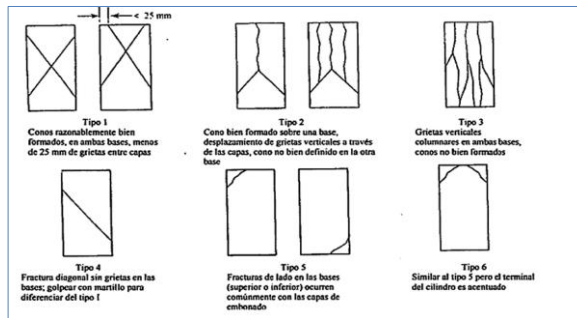 < 25 mm
Tipo 1
Conos razonablemente bien
formados, en ambas bases, menos
de 25 mm de grietas entre capas
Tipo 2
Cono bien formado sobre una base,
desplazamiento de grietas verticales a través
de las capas, cono no bien definido en la otra
base
Tipo 3
Grietas verticales
columnares en ambas bases,
conos no bien formados
Tipo 4
Fractura diagonal sin grietas en las
bases; golpear con martillo para
diferenciar del tipo I
Tipo 5
Fracturas de lado en las bases
(superior o inferior) ocurren
comúnmente con las capas de
embonado
Tipo 6
Similar al tipo 5 pero el terminal
del cilindro es acentuado